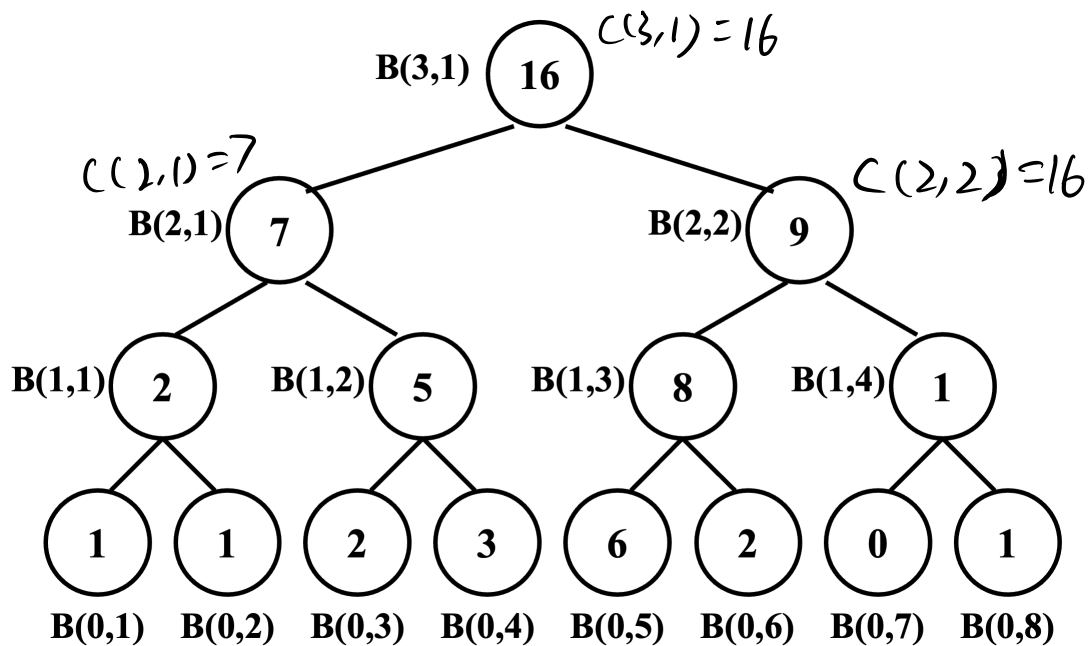 C(3,1)=16
B(3,1) 16
C(2,1)=7 C(2,2)=16
B(2,1) 7 B(2,2) 9
B(1,1) 2 B(1,2) 5 B(1,3) 8 B(1,4) 1
1 1 2 3 6 2 0 1
B(0,1) B(0,2) B(0,3) B(0,4) B(0,5) B(0,6) B(0,7) B(0,8)